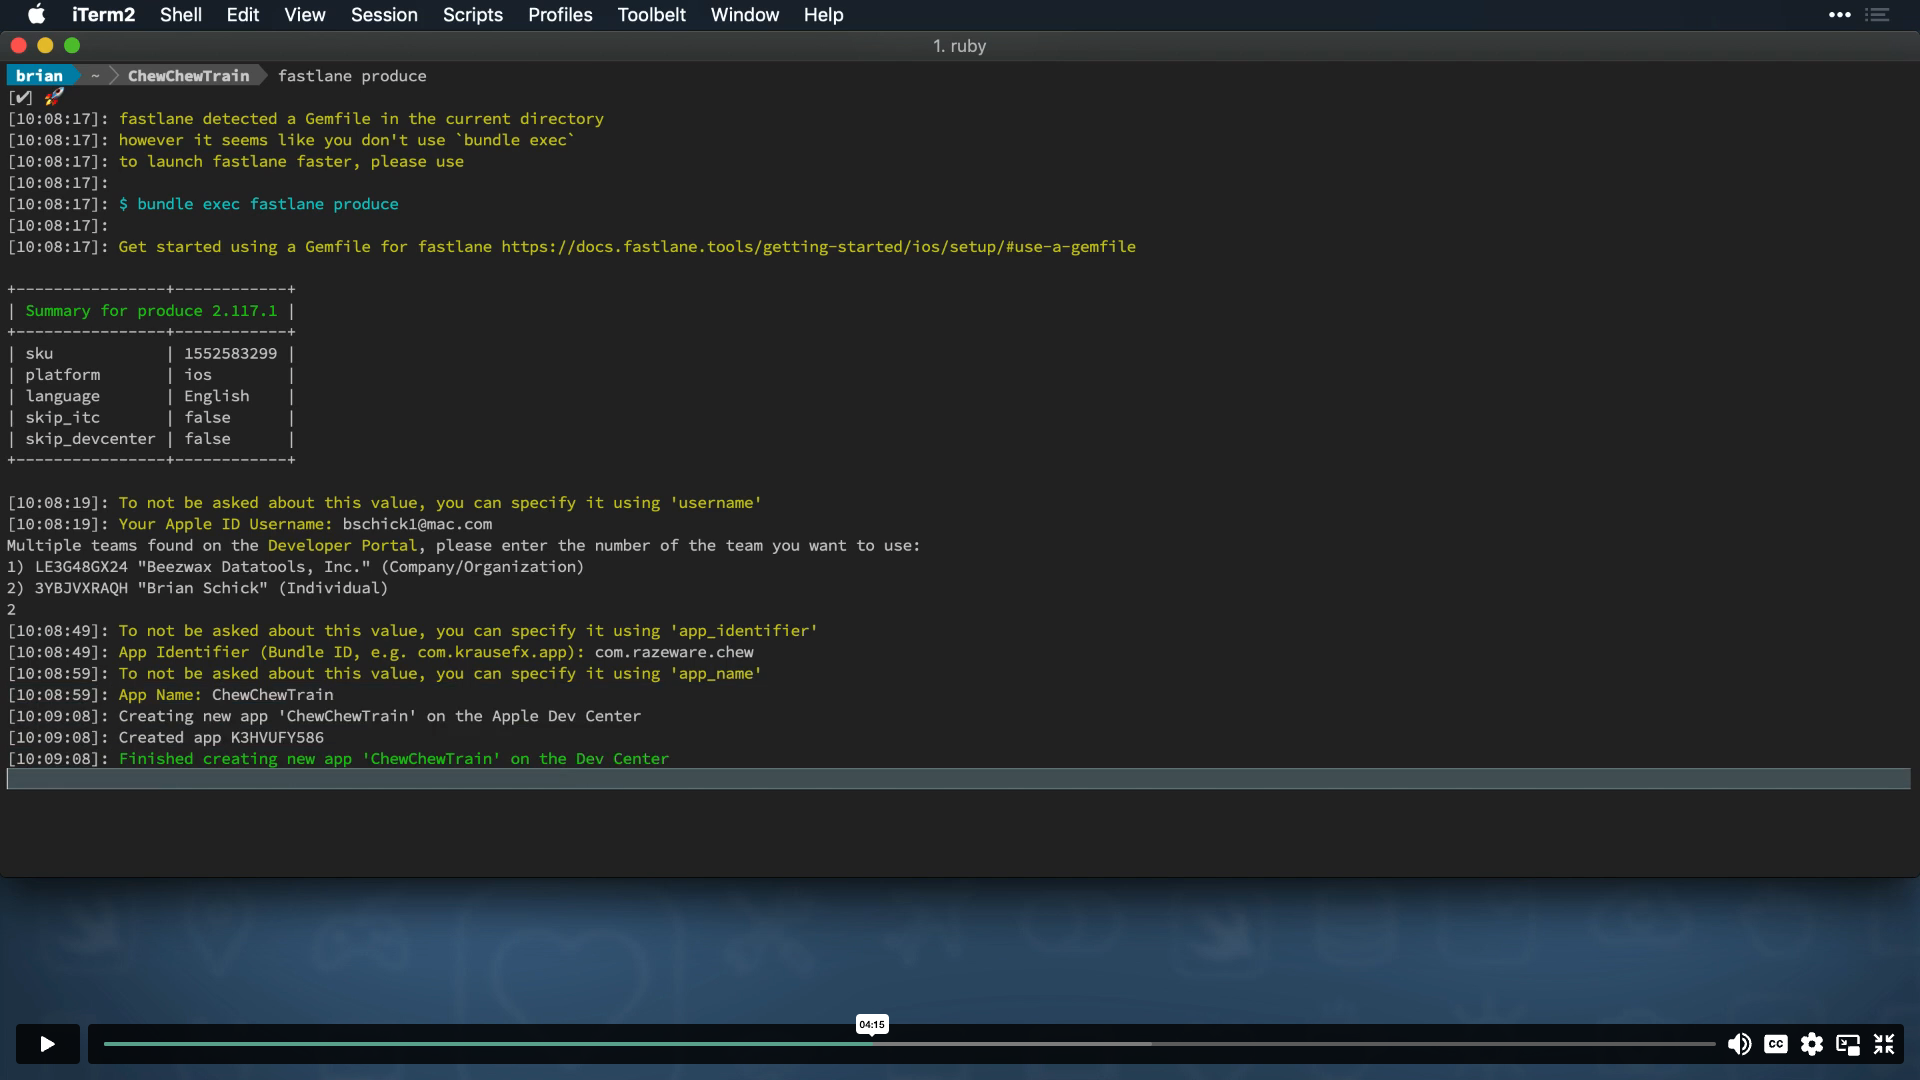 iTerm2 Shell Edit View Session Scripts Profiles Toolbelt Window Help
1. ruby
brian ~ ChewChewTrain fastlane produce
[✔] 🚀
[10:08:17]: fastlane detected a Gemfile in the current directory
[10:08:17]: however it seems like you don't use `bundle exec`
[10:08:17]: to launch fastlane faster, please use
[10:08:17]:
[10:08:17]: $ bundle exec fastlane produce
[10:08:17]:
[10:08:17]: Get started using a Gemfile for fastlane https://docs.fastlane.tools/getting-started/ios/setup/#use-a-gemfile
+----------------+------------+
| Summary for produce 2.117.1 |
+----------------+------------+
| sku            | 1552583299 |
| platform       | ios        |
| language       | English    |
| skip_itc       | false      |
| skip_devcenter | false      |
+----------------+------------+
[10:08:19]: To not be asked about this value, you can specify it using 'username'
[10:08:19]: Your Apple ID Username: bschick1@mac.com
Multiple teams found on the Developer Portal, please enter the number of the team you want to use:
1) LE3G48GX24 "Beezwax Datatools, Inc." (Company/Organization)
2) 3YBJVXRAQH "Brian Schick" (Individual)
2
[10:08:49]: To not be asked about this value, you can specify it using 'app_identifier'
[10:08:49]: App Identifier (Bundle ID, e.g. com.krausefx.app): com.razeware.chew
[10:08:59]: To not be asked about this value, you can specify it using 'app_name'
[10:08:59]: App Name: ChewChewTrain
[10:09:08]: Creating new app 'ChewChewTrain' on the Apple Dev Center
[10:09:08]: Created app K3HVUFY586
[10:09:08]: Finished creating new app 'ChewChewTrain' on the Dev Center
04:15
CC